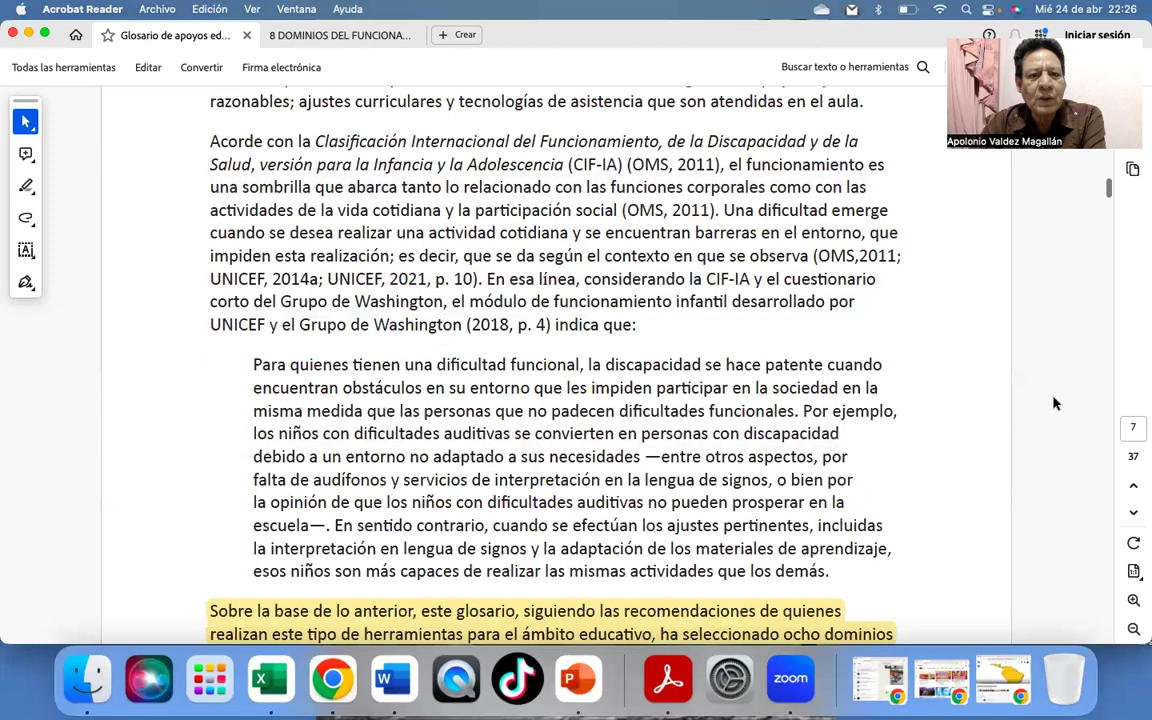 Acrobat Reader Archivo Edición Ver Ventana Ayuda Mié 24 de abr 22:26
Glosario de apoyos ed... 8 DOMINIOS DEL FUNCIONA... + Crear Iniciar sesión
Todas las herramientas Editar Convertir Firma electrónica Buscar texto o herramientas
Apolonio Valdez Magallán
razonables; ajustes curriculares y tecnologías de asistencia que son atendidas en el aula.
Acorde con la Clasificación Internacional del Funcionamiento, de la Discapacidad y de la
Salud, versión para la Infancia y la Adolescencia (CIF-IA) (OMS, 2011), el funcionamiento es
una sombrilla que abarca tanto lo relacionado con las funciones corporales como con las
actividades de la vida cotidiana y la participación social (OMS, 2011). Una dificultad emerge
cuando se desea realizar una actividad cotidiana y se encuentran barreras en el entorno, que
impiden esta realización; es decir, que se da según el contexto en que se observa (OMS,2011;
UNICEF, 2014a; UNICEF, 2021, p. 10). En esa línea, considerando la CIF-IA y el cuestionario
corto del Grupo de Washington, el módulo de funcionamiento infantil desarrollado por
UNICEF y el Grupo de Washington (2018, p. 4) indica que:
Para quienes tienen una dificultad funcional, la discapacidad se hace patente cuando
encuentran obstáculos en su entorno que les impiden participar en la sociedad en la
misma medida que las personas que no padecen dificultades funcionales. Por ejemplo,
los niños con dificultades auditivas se convierten en personas con discapacidad
debido a un entorno no adaptado a sus necesidades —entre otros aspectos, por
falta de audífonos y servicios de interpretación en la lengua de signos, o bien por
la opinión de que los niños con dificultades auditivas no pueden prosperar en la
escuela—. En sentido contrario, cuando se efectúan los ajustes pertinentes, incluidas
la interpretación en lengua de signos y la adaptación de los materiales de aprendizaje,
esos niños son más capaces de realizar las mismas actividades que los demás.
Sobre la base de lo anterior, este glosario, siguiendo las recomendaciones de quienes
realizan este tipo de herramientas para el ámbito educativo, ha seleccionado ocho dominios
7
37
zoom